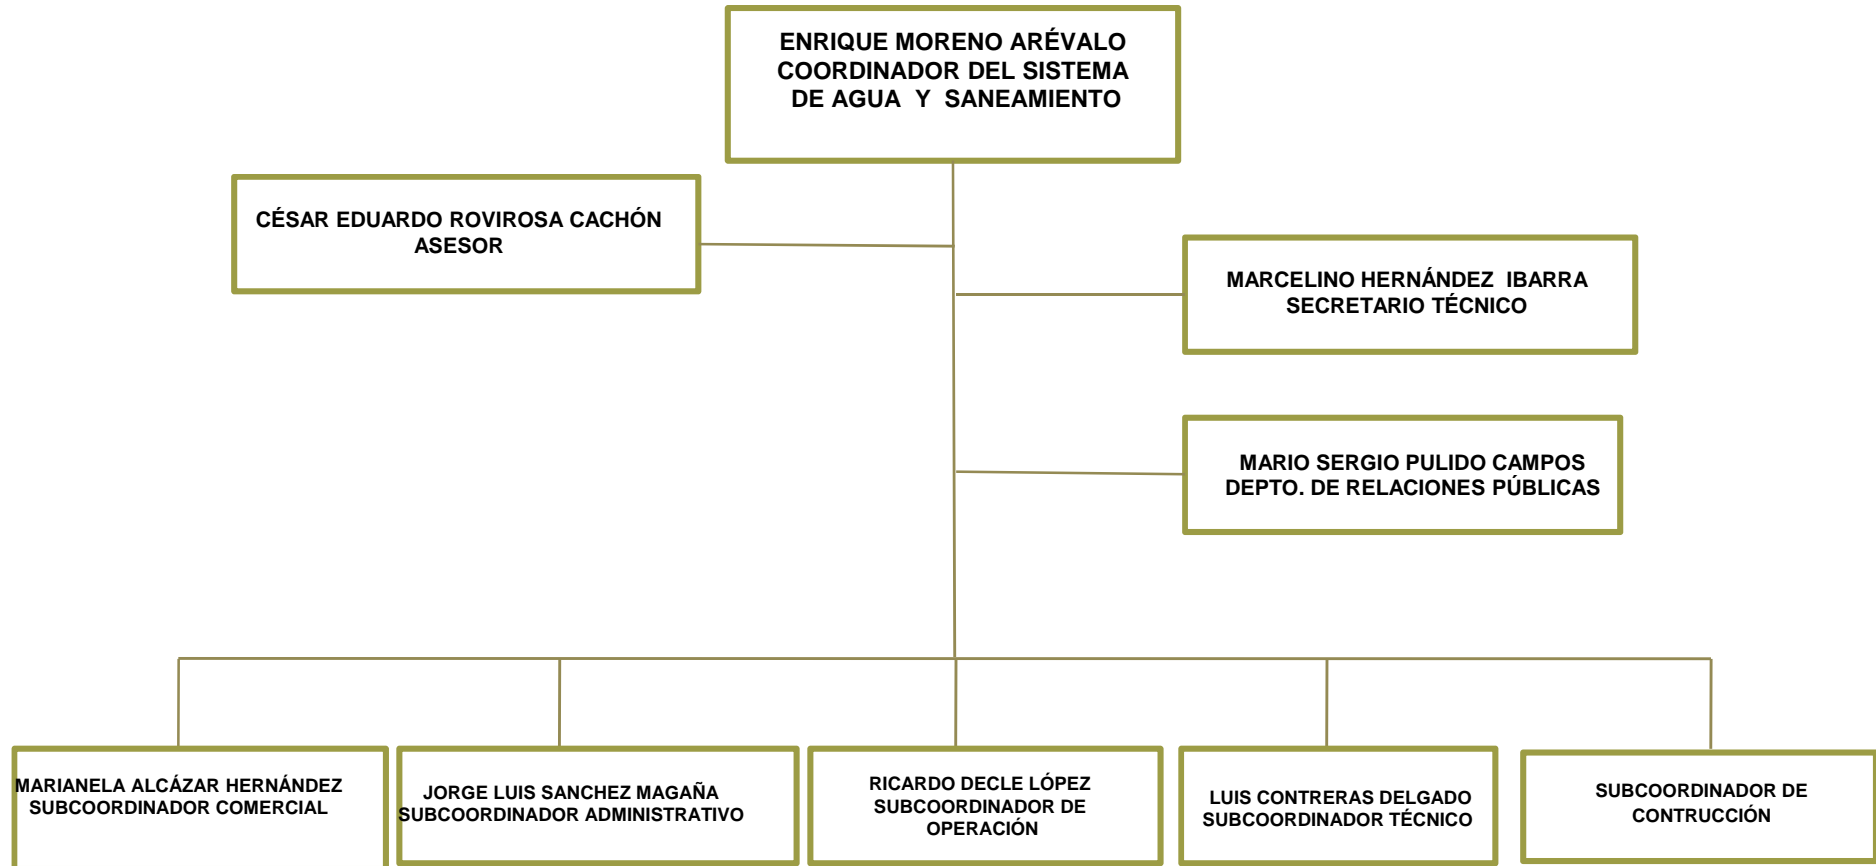 ENRIQUE MORENO ARÉVALO
COORDINADOR DEL SISTEMA
DE AGUA Y SANEAMIENTO
CÉSAR EDUARDO ROVIROSA CACHÓN
ASESOR
MARCELINO HERNÁNDEZ IBARRA
SECRETARIO TÉCNICO
MARIO SERGIO PULIDO CAMPOS
DEPTO. DE RELACIONES PÚBLICAS
MARIANELA ALCÁZAR HERNÁNDEZ
SUBCOORDINADOR COMERCIAL
JORGE LUIS SANCHEZ MAGAÑA
SUBCOORDINADOR ADMINISTRATIVO
RICARDO DECLE LÓPEZ
SUBCOORDINADOR DE
OPERACIÓN
LUIS CONTRERAS DELGADO
SUBCOORDINADOR TÉCNICO
SUBCOORDINADOR DE
CONTRUCCIÓN